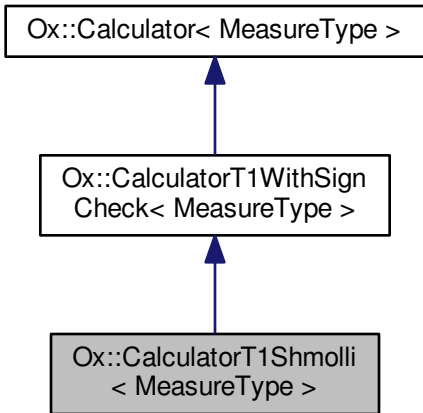 Ox::Calculator< MeasureType >
Ox::CalculatorT1WithSign
Check< MeasureType >
Ox::CalculatorT1Shmolli
< MeasureType >